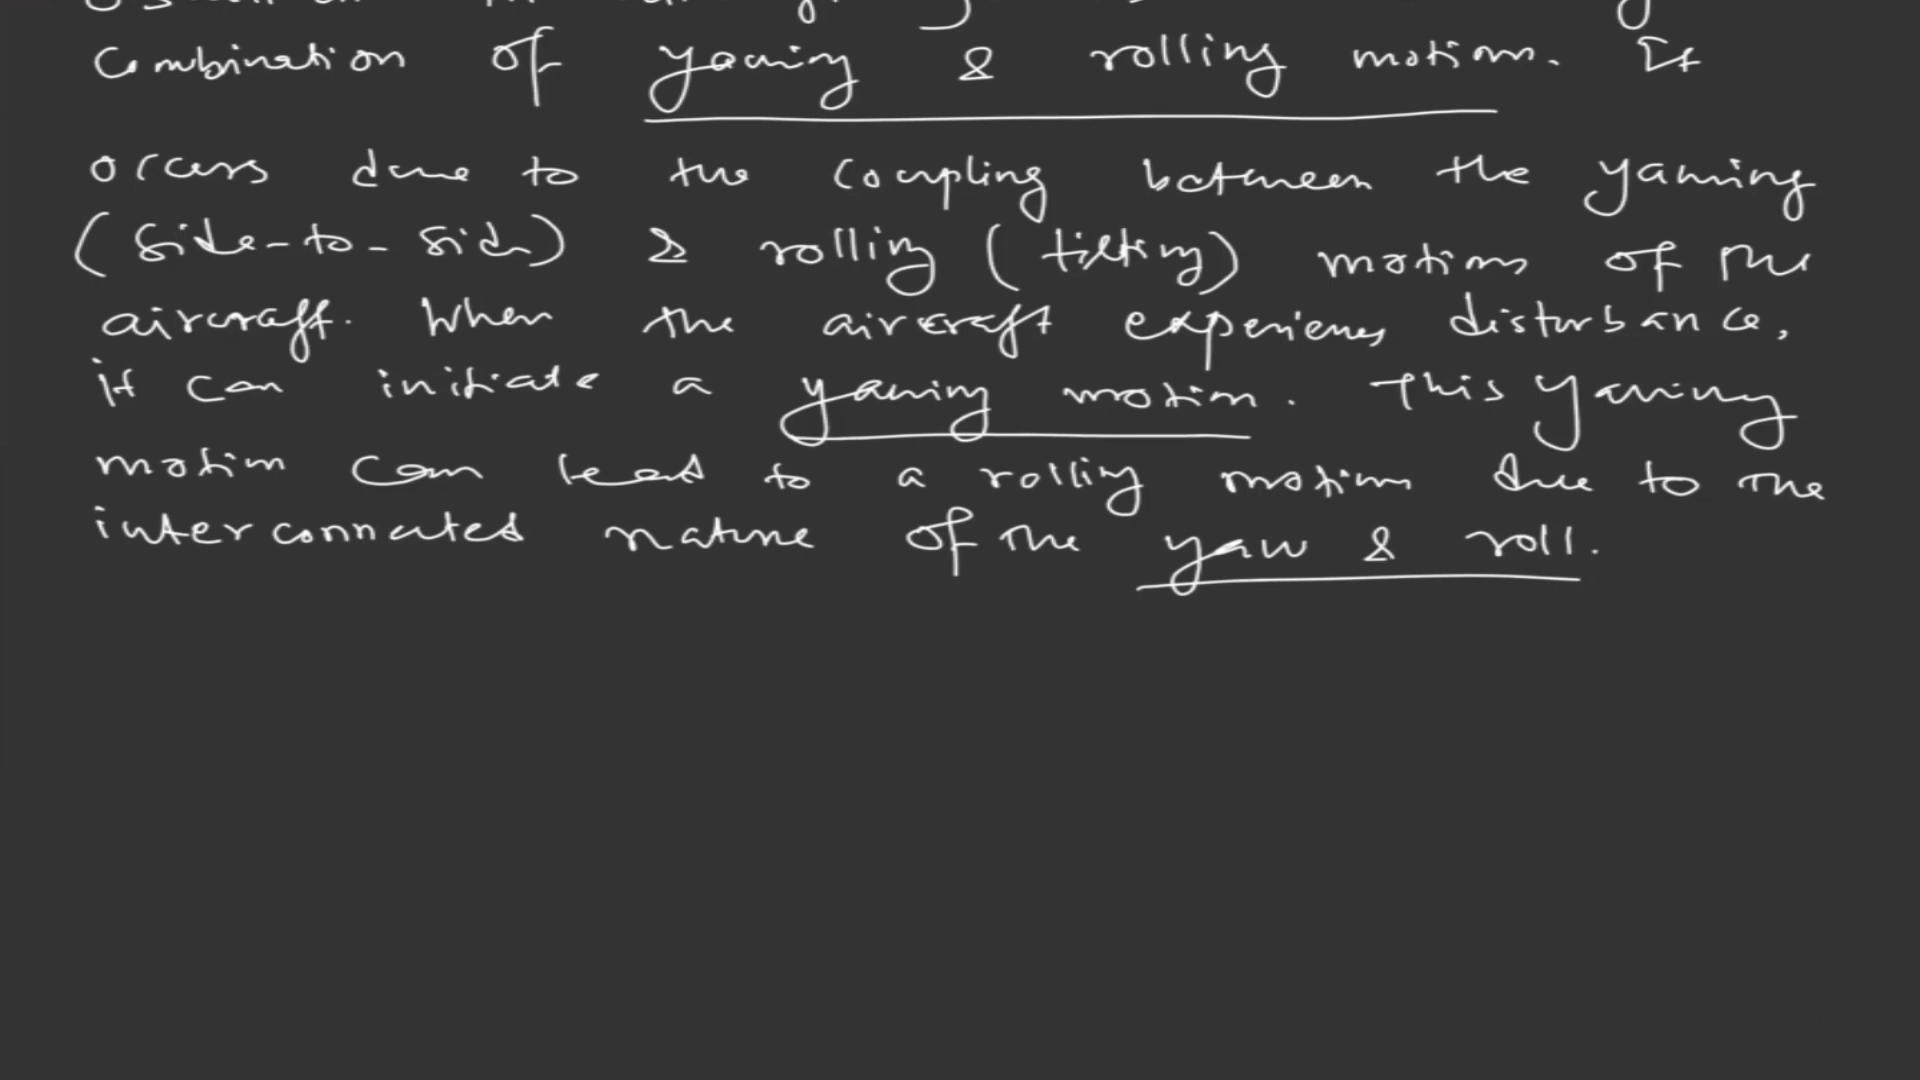 combination of yawing & rolling motion. It
occurs due to the coupling between the yawing
(side-to-side) & rolling (tilting) motions of the
aircraft. When the aircraft experiences disturbance,
it can initiate a yawing motion. This yawing
motion can lead to a rolling motion due to the
interconnected nature of the yaw & roll.